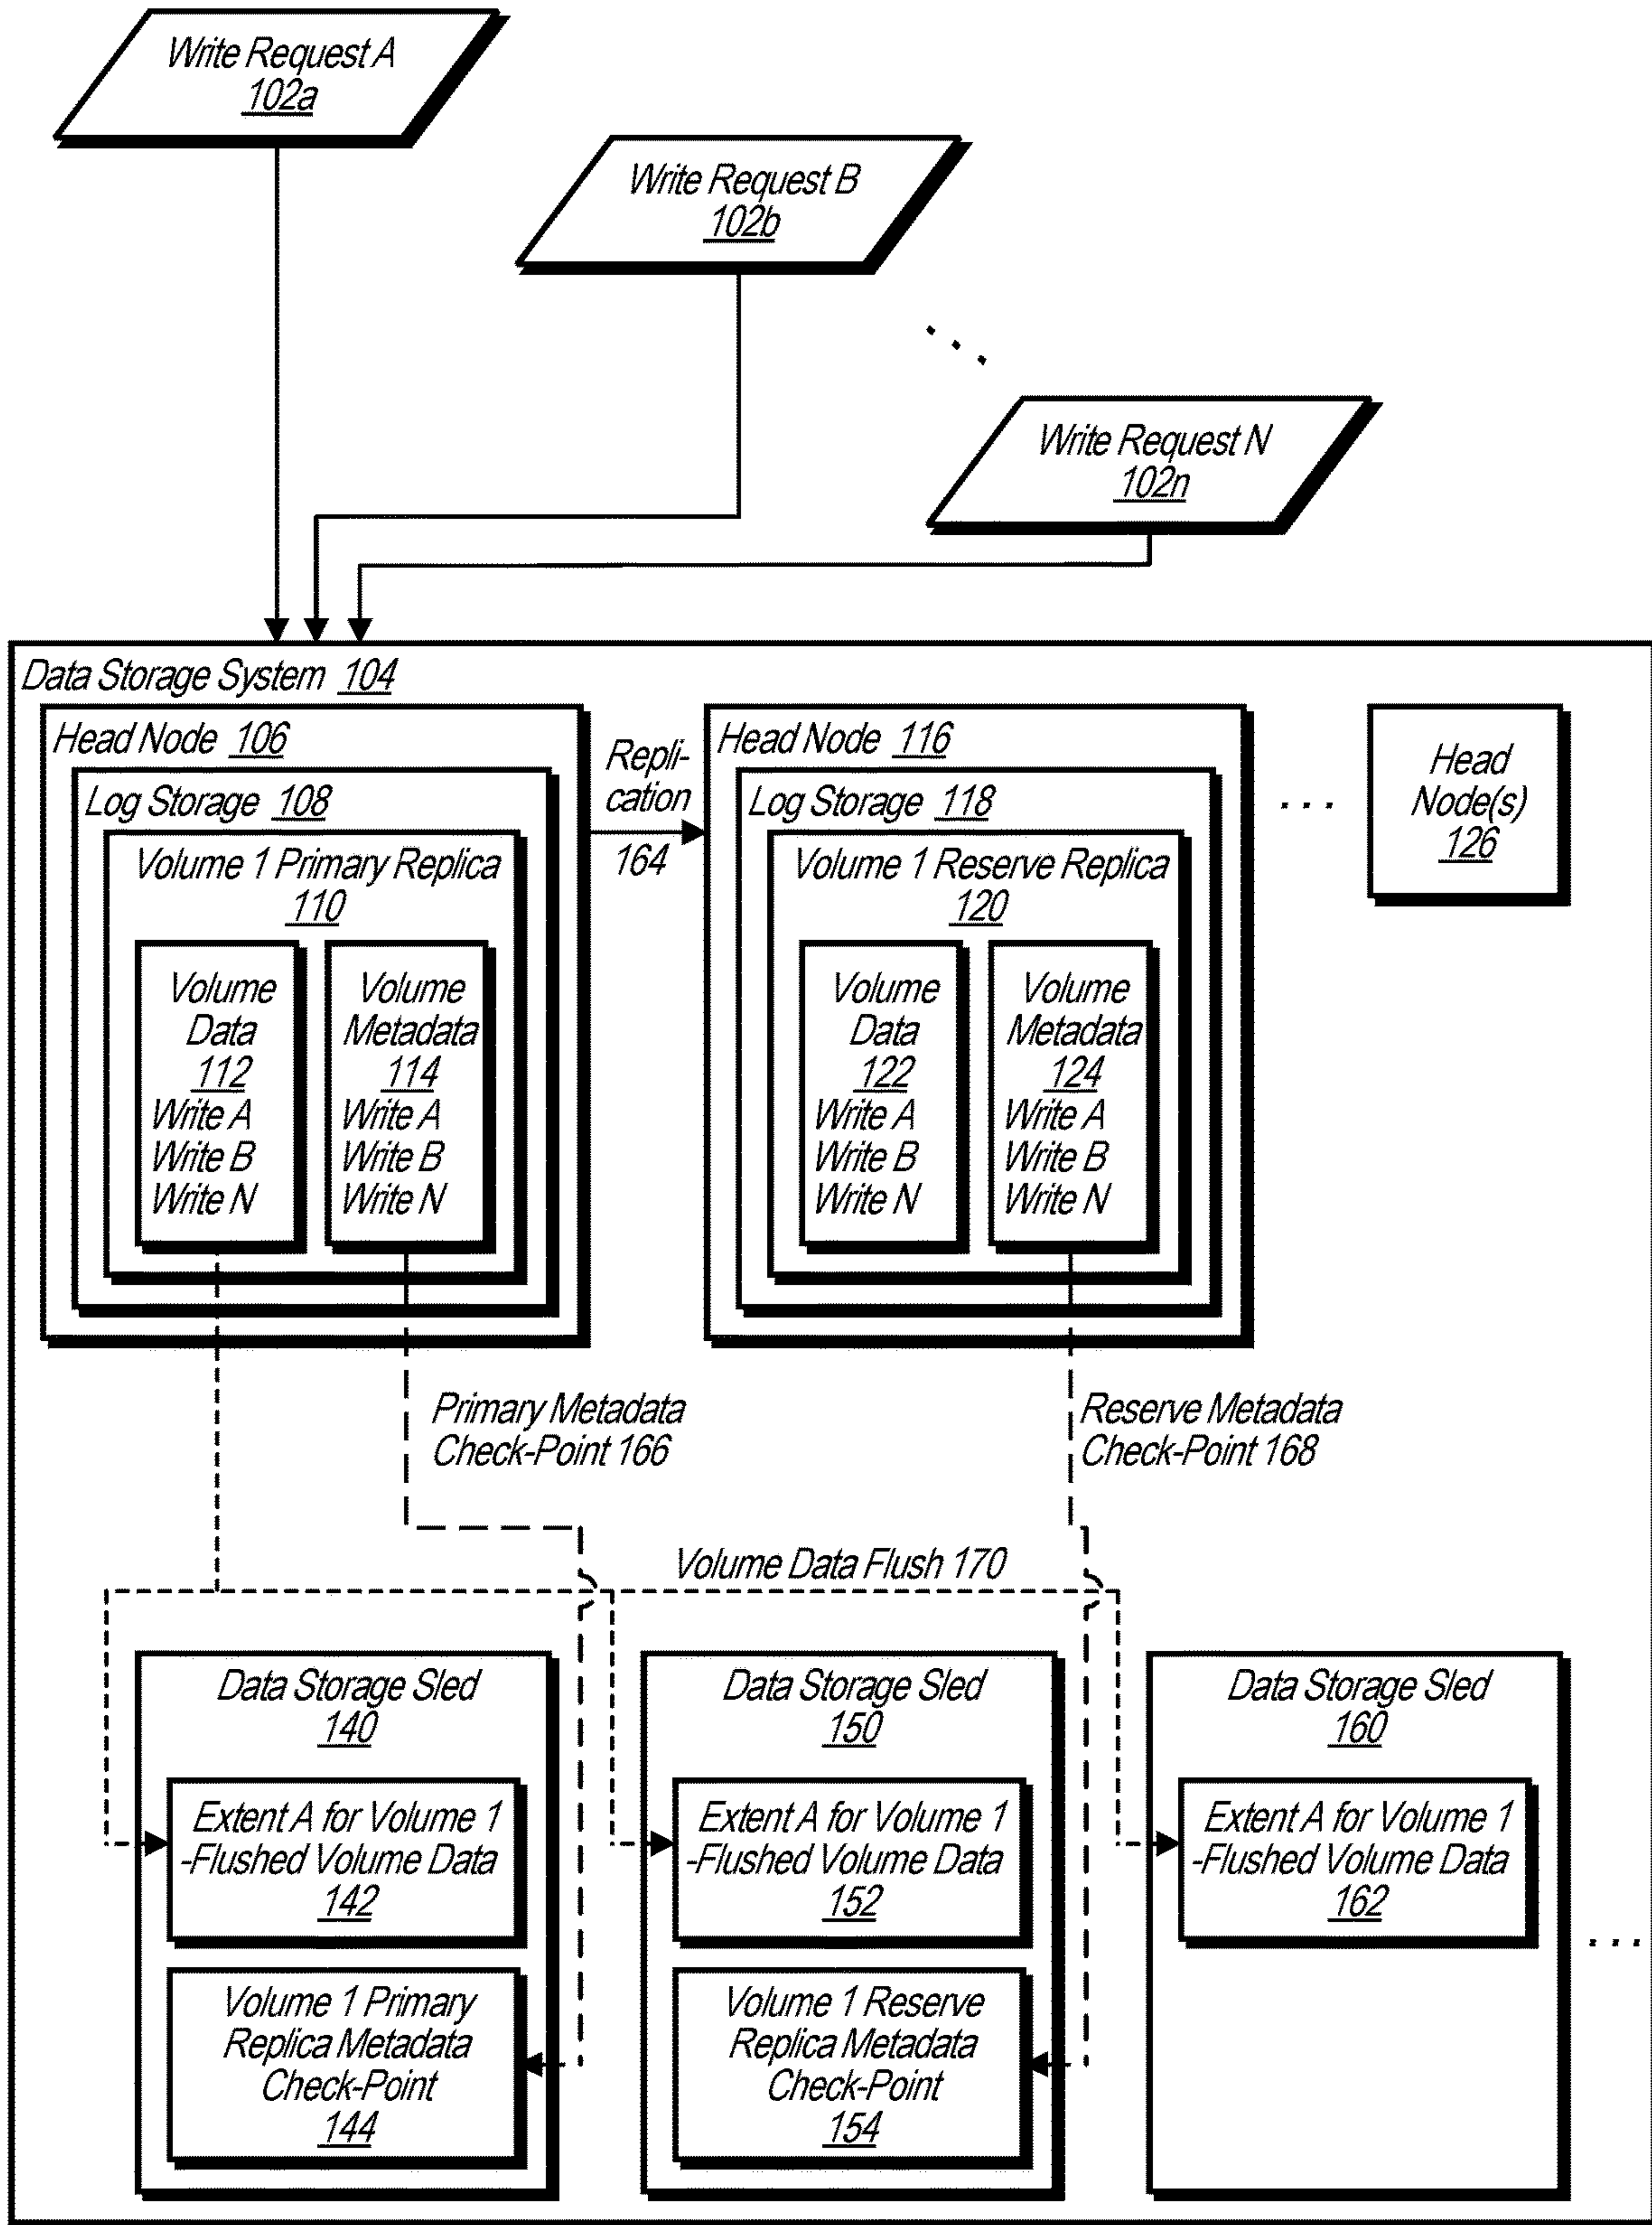 Write Request A
102a
Write Request B
102b
. . .
Write Request N
102n
Data Storage System 104
Head Node 106
Log Storage 108
Volume 1 Primary Replica
110
Volume
Data
112
Write A
Write B
Write N
Volume
Metadata
114
Write A
Write B
Write N
Repli-
cation
164
Head Node 116
Log Storage 118
Volume 1 Reserve Replica
120
Volume
Data
122
Write A
Write B
Write N
Volume
Metadata
124
Write A
Write B
Write N
. . .
Head
Node(s)
126
Primary Metadata
Check-Point 166
Reserve Metadata
Check-Point 168
Volume Data Flush 170
Data Storage Sled
140
Extent A for Volume 1
-Flushed Volume Data
142
Volume 1 Primary
Replica Metadata
Check-Point
144
Data Storage Sled
150
Extent A for Volume 1
-Flushed Volume Data
152
Volume 1 Reserve
Replica Metadata
Check-Point
154
Data Storage Sled
160
Extent A for Volume 1
-Flushed Volume Data
162
. . .